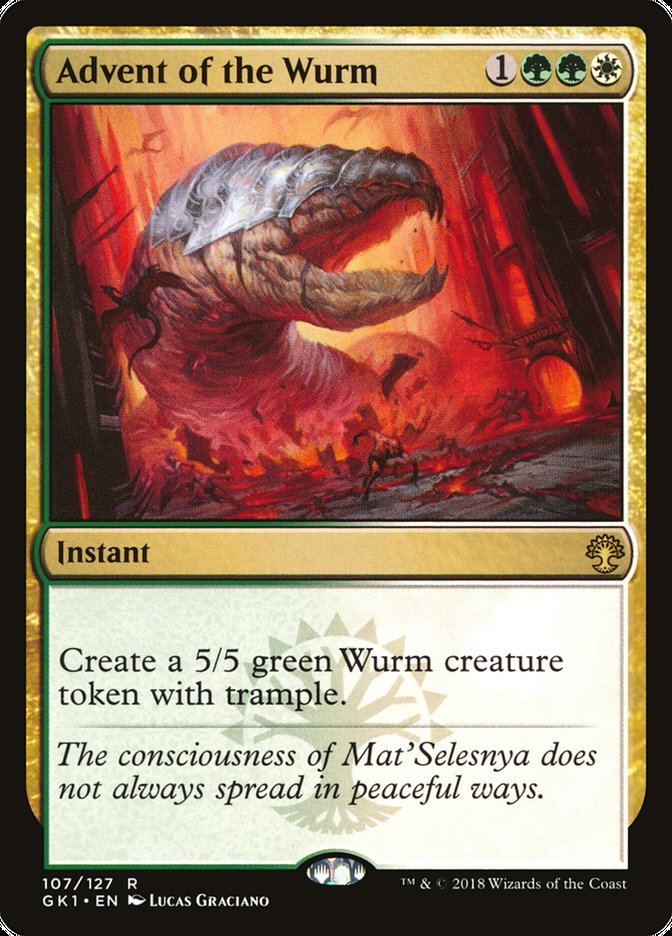 Advent of the Wurm 1
Instant
Create a 5/5 green Wurm creature
token with trample.
The consciousness of Mat'Selesnya does
not always spread in peaceful ways.
107/127 R
GK1 • EN Lucas Graciano
™ & © 2018 Wizards of the Coast